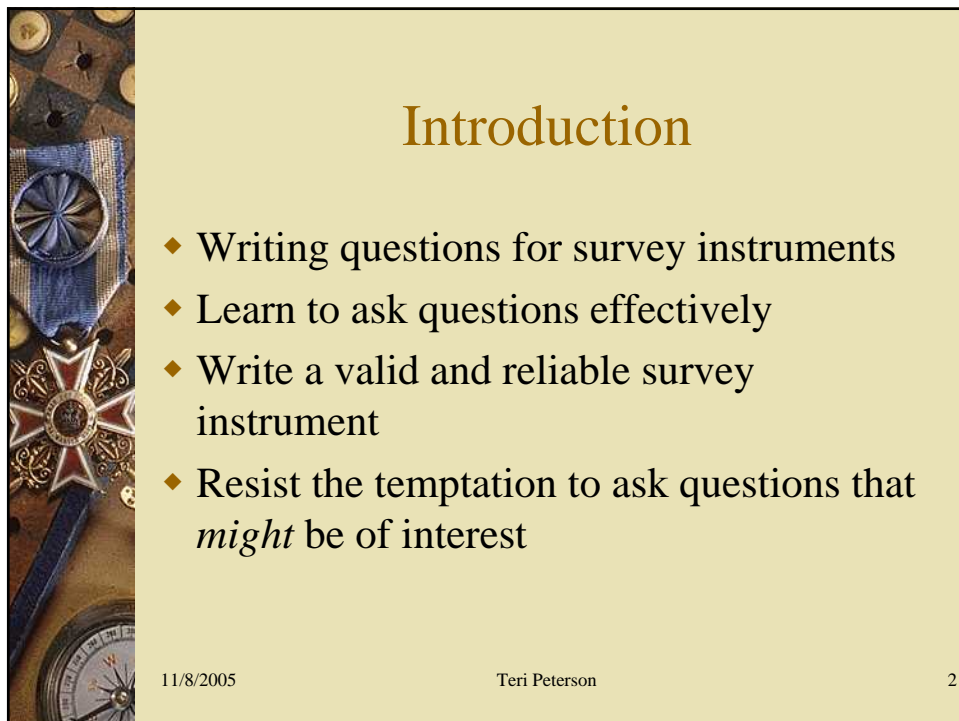 Introduction
Writing questions for survey instruments
Learn to ask questions effectively
Write a valid and reliable survey
instrument
Resist the temptation to ask questions that
might be of interest
11/8/2005 Teri Peterson 2